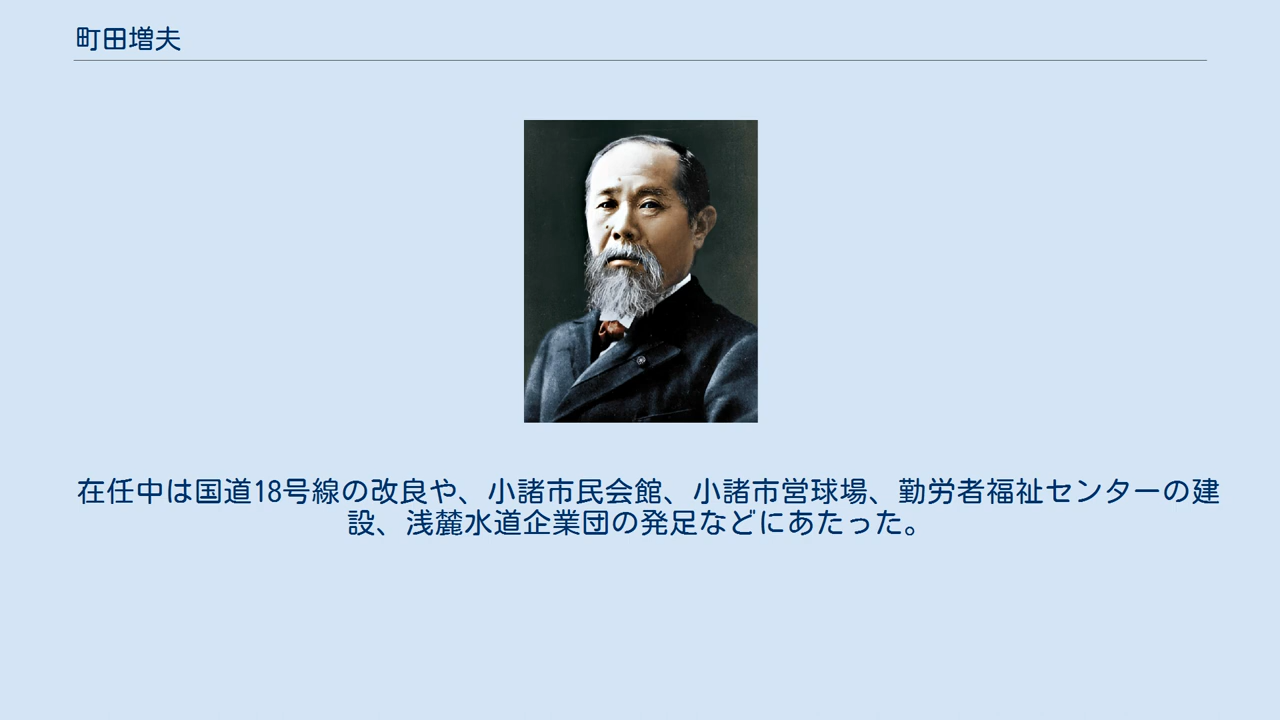 町田増夫
在任中は国道18号線の改良や、小諸市民会館、小諸市営球場、勤労者福祉センターの建
設、浅麓水道企業団の発足などにあたった。